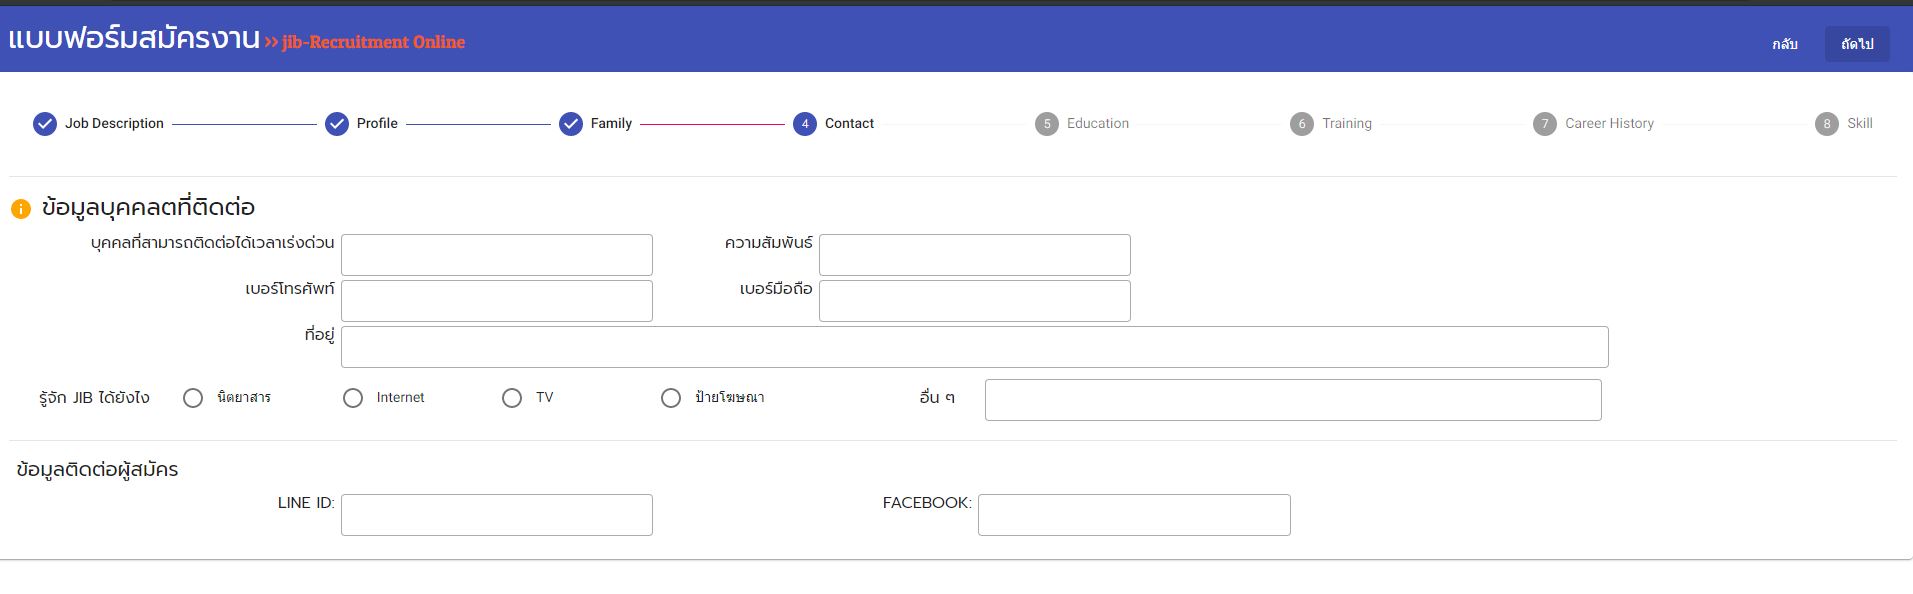 แบบฟอร์มสมัครงาน >> jib-Recruitment Online
กลับ ถัดไป
Job Description Profile Family 4 Contact 5 Education 6 Training 7 Career History 8 Skill
ข้อมูลบุคคลตที่ติดต่อ
บุคคลที่สามารถติดต่อได้เวลาเร่งด่วน ความสัมพันธ์
เบอร์โทรศัพท์ เบอร์มือถือ
ที่อยู่
รู้จัก JIB ได้ยังไง นิตยาสาร Internet TV ป้ายโฆษณา อื่น ๆ
ข้อมูลติดต่อผู้สมัคร
LINE ID: FACEBOOK: